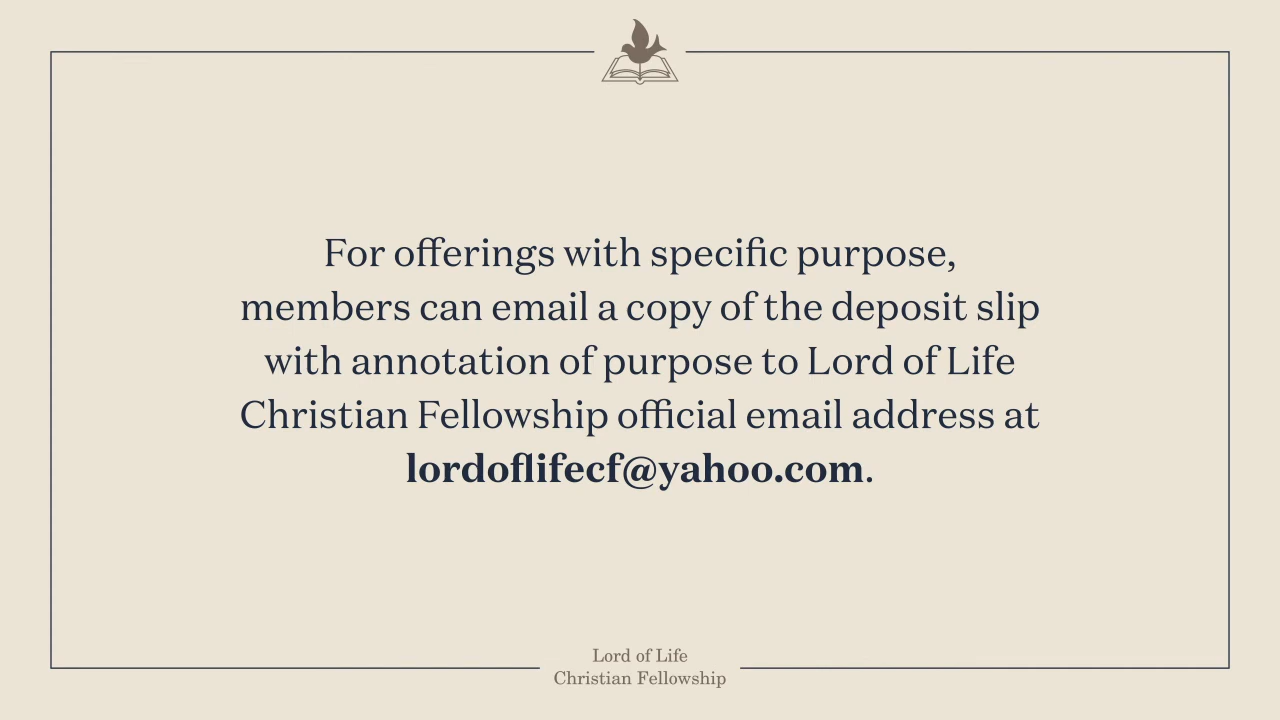 For offerings with specific purpose,
members can email a copy of the deposit slip
with annotation of purpose to Lord of Life
Christian Fellowship official email address at
lordoflifecf@yahoo.com.
Lord of Life
Christian Fellowship